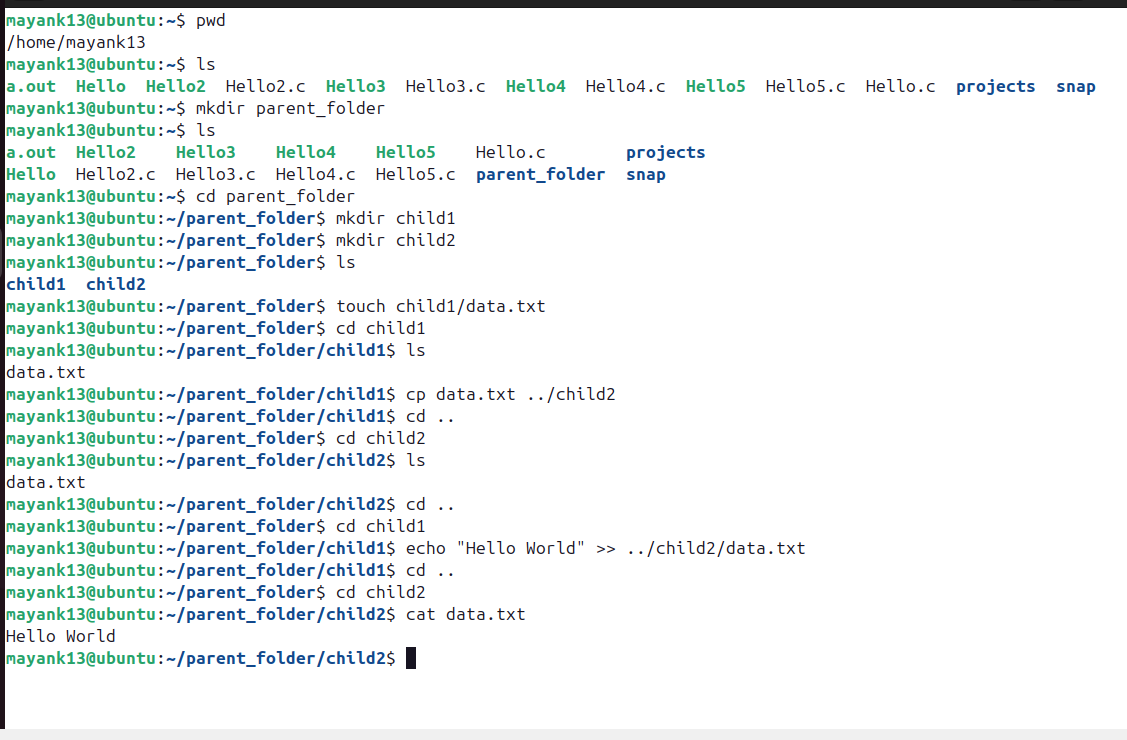 mayank13@ubuntu:~$ pwd
/home/mayank13
mayank13@ubuntu:~$ ls
a.out  Hello  Hello2  Hello2.c  Hello3  Hello3.c  Hello4  Hello4.c  Hello5  Hello5.c  Hello.c  projects  snap
mayank13@ubuntu:~$ mkdir parent_folder
mayank13@ubuntu:~$ ls
a.out  Hello2    Hello3    Hello4    Hello5    Hello.c        projects
Hello  Hello2.c  Hello3.c  Hello4.c  Hello5.c  parent_folder  snap
mayank13@ubuntu:~$ cd parent_folder
mayank13@ubuntu:~/parent_folder$ mkdir child1
mayank13@ubuntu:~/parent_folder$ mkdir child2
mayank13@ubuntu:~/parent_folder$ ls
child1  child2
mayank13@ubuntu:~/parent_folder$ touch child1/data.txt
mayank13@ubuntu:~/parent_folder$ cd child1
mayank13@ubuntu:~/parent_folder/child1$ ls
data.txt
mayank13@ubuntu:~/parent_folder/child1$ cp data.txt ../child2
mayank13@ubuntu:~/parent_folder/child1$ cd ..
mayank13@ubuntu:~/parent_folder$ cd child2
mayank13@ubuntu:~/parent_folder/child2$ ls
data.txt
mayank13@ubuntu:~/parent_folder/child2$ cd ..
mayank13@ubuntu:~/parent_folder$ cd child1
mayank13@ubuntu:~/parent_folder/child1$ echo "Hello World" >> ../child2/data.txt
mayank13@ubuntu:~/parent_folder/child1$ cd ..
mayank13@ubuntu:~/parent_folder$ cd child2
mayank13@ubuntu:~/parent_folder/child2$ cat data.txt
Hello World
mayank13@ubuntu:~/parent_folder/child2$